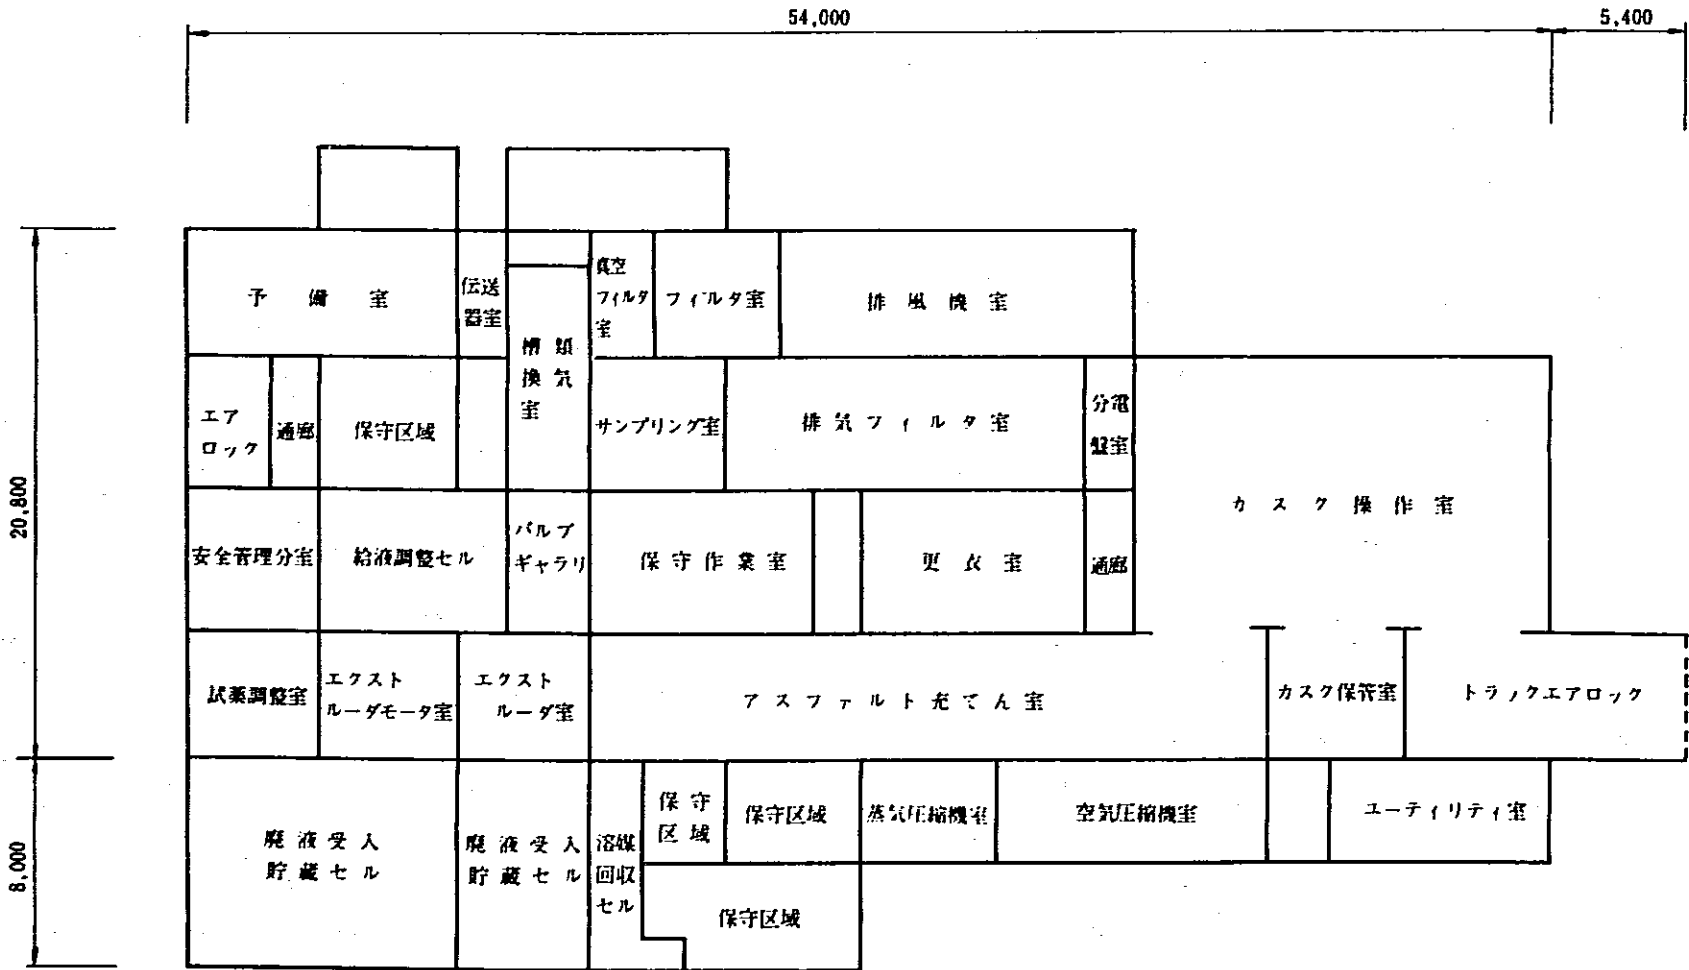 54,000
5,400
予備室
伝送
器室
真空
フィルタ
室
フィルタ室
排風機室
槽類
換気
室
エア
ロック
通廊
保守区域
サンプリング室
排気フィルタ室
分電
盤室
20,800
カスク操作室
安全管理分室
給液調整セル
バルブ
ギャラリ
保守作業室
更衣室
通廊
試薬調整室
エクスト
ルーダモータ室
エクスト
ルーダ室
アスファルト充てん室
カスク保管室
トラックエアロック
8,000
廃液受入
貯蔵セル
廃液受入
貯蔵セル
溶媒
回収
セル
保守
区域
保守区域
蒸気圧縮機室
空気圧縮機室
ユーティリティ室
保守区域